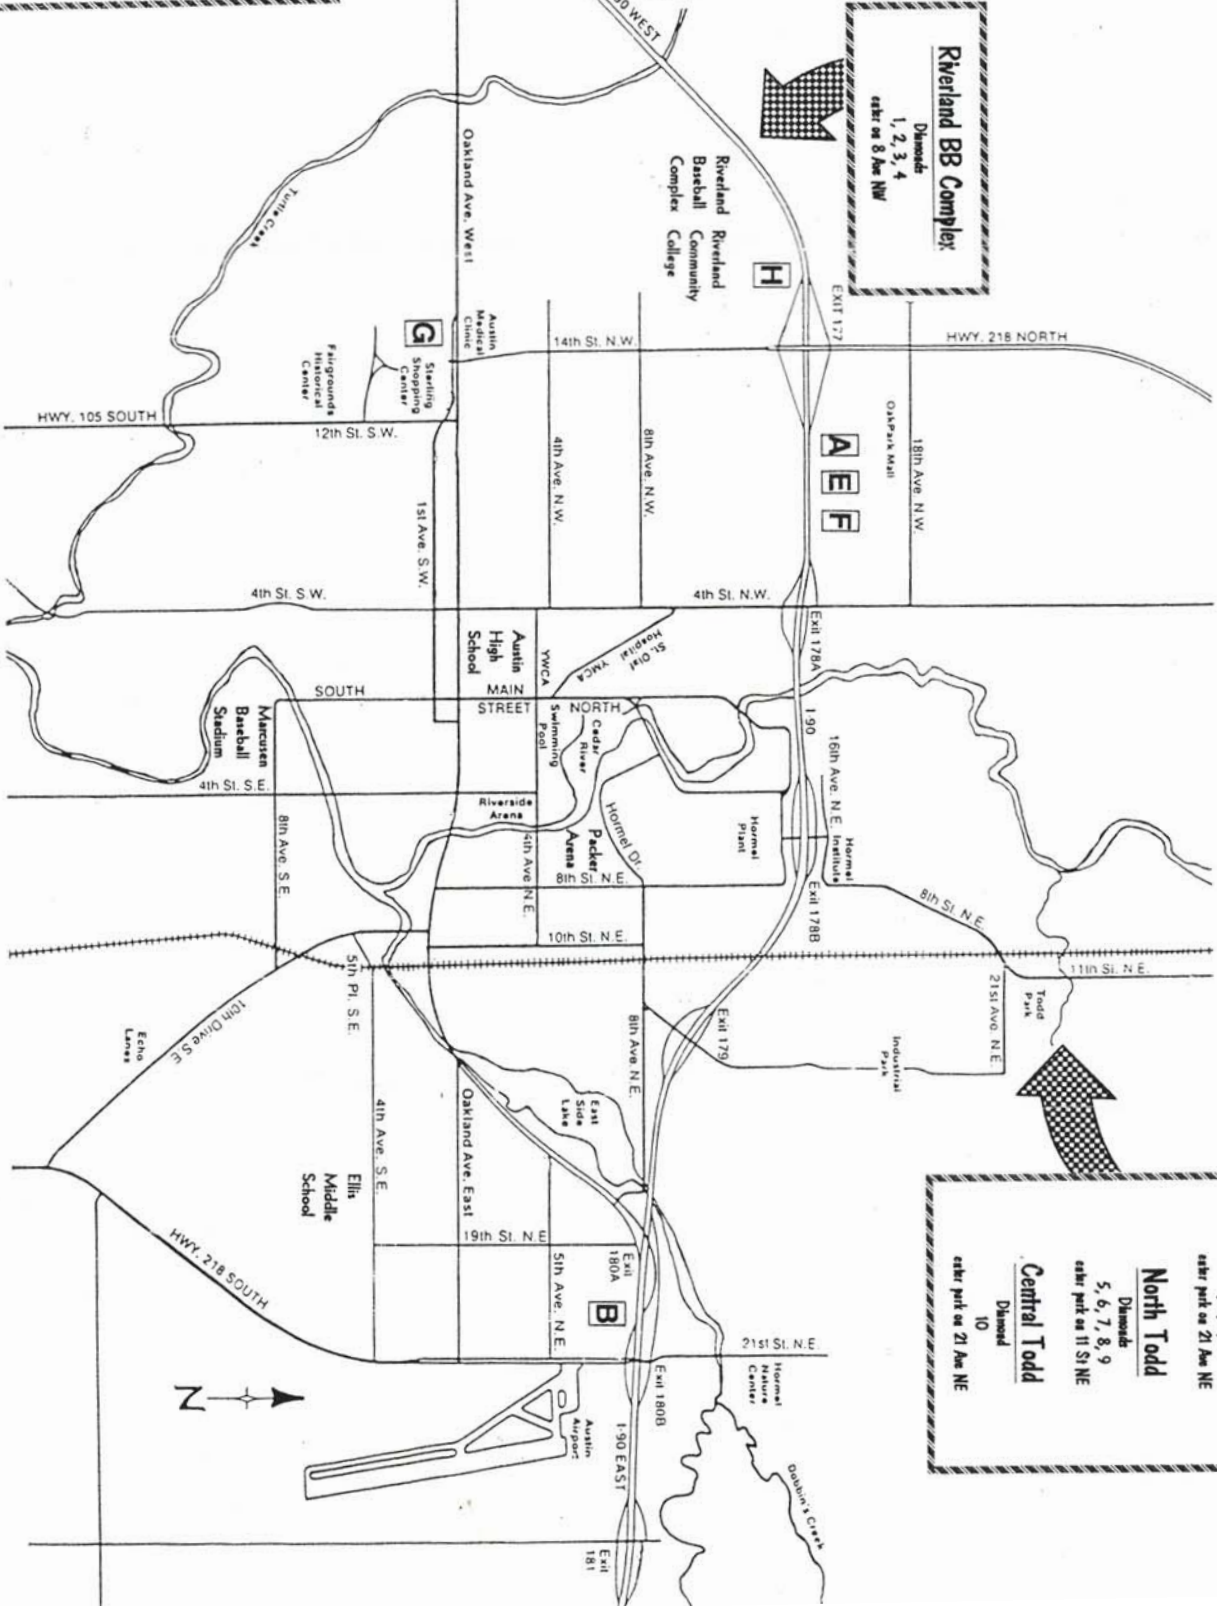 Riverland BB Complex
Diamonds
1, 2, 3, 4
enter on 8 Ave NW
enter park on 21 Ave NE
North Todd
Diamonds
5, 6, 7, 8, 9
enter park on 11 St NE
Central Todd
Diamond
10
enter park on 21 Ave NE
WEST
HWY. 218 NORTH
EXIT 177
H
Riverland
Baseball
Complex
Riverland
Community
College
OakPark Mall
18th Ave. N.W.
A
E
F
14th St. N.W.
8th Ave. N.W.
4th Ave. N.W.
Oakland Ave. West
Austin
Medical
Clinic
G
Sterling
Shopping
Center
Fairgrounds
Historical
Center
Turtle Creek
HWY. 105 SOUTH
12th St. S.W.
1st Ave. S.W.
4th St. S.W.
4th St. N.W.
Exit 178A
I-90
St. Olaf
Hospital
YMCA
YWCA
Austin
High
School
SOUTH
MAIN
STREET
NORTH
Swimming
Pool
Cedar
River
Marcusen
Baseball
Stadium
4th St. S.E.
Riverside
Arena
Packer
Arena
Hormel Dr.
Hormel
Plant
16th Ave. N.E.
Hormel
Institute
8th Ave. S.E.
4th Ave. N.E.
8th St. N.E.
Exit 178B
8th St. N.E.
10th St. N.E.
11th St. N.E.
5th Pl. S.E.
10th Drive S.E.
Echo
Lanes
21st Ave. N.E.
Todd
Park
Industrial
Park
Exit 179
8th Ave. N.E.
East
Side
Lake
4th Ave. S.E.
Oakland Ave. East
Ellis
Middle
School
HWY. 218 SOUTH
19th St. N.E
5th Ave. N.E.
Exit
180A
B
21st St. N.E.
Hormel
Nature
Center
Exit 180B
I-90 EAST
Austin
Airport
Dobbin's Creek
Exit
181
N